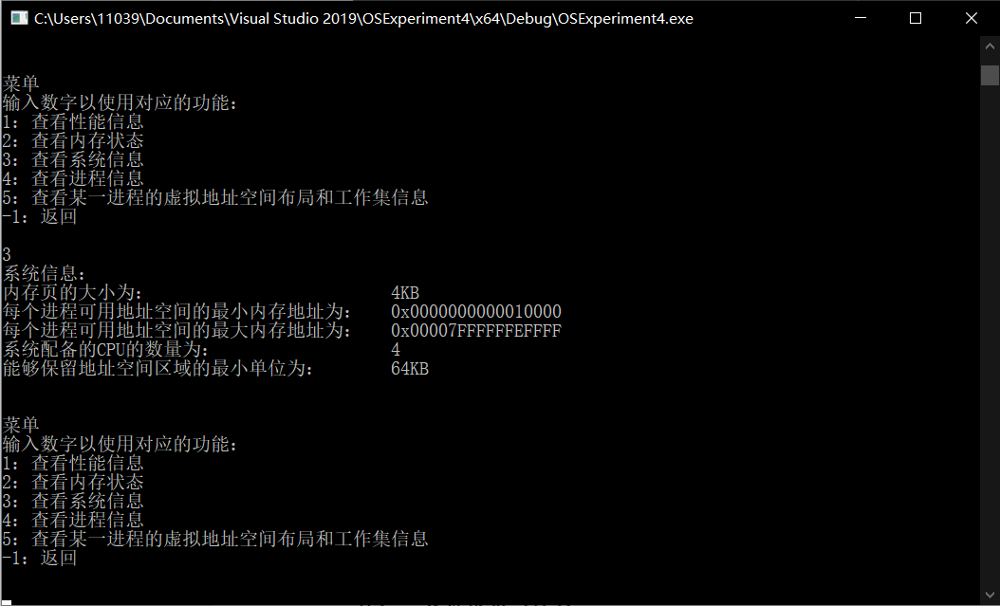 C:\Users\11039\Documents\Visual Studio 2019\OSExperiment4\x64\Debug\OSExperiment4.exe
菜单
输入数字以使用对应的功能：
1：查看性能信息
2：查看内存状态
3：查看系统信息
4：查看进程信息
5：查看某一进程的虚拟地址空间布局和工作集信息
-1：返回
3
系统信息：
内存页的大小为： 4KB
每个进程可用地址空间的最小内存地址为： 0x0000000000010000
每个进程可用地址空间的最大内存地址为： 0x00007FFFFFFEFFFF
系统配备的CPU的数量为： 4
能够保留地址空间区域的最小单位为： 64KB
菜单
输入数字以使用对应的功能：
1：查看性能信息
2：查看内存状态
3：查看系统信息
4：查看进程信息
5：查看某一进程的虚拟地址空间布局和工作集信息
-1：返回